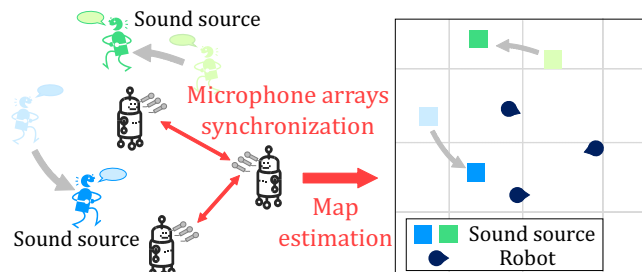 Sound source
Microphone arrays
synchronization
Map
estimation
Sound source
Sound source
Robot